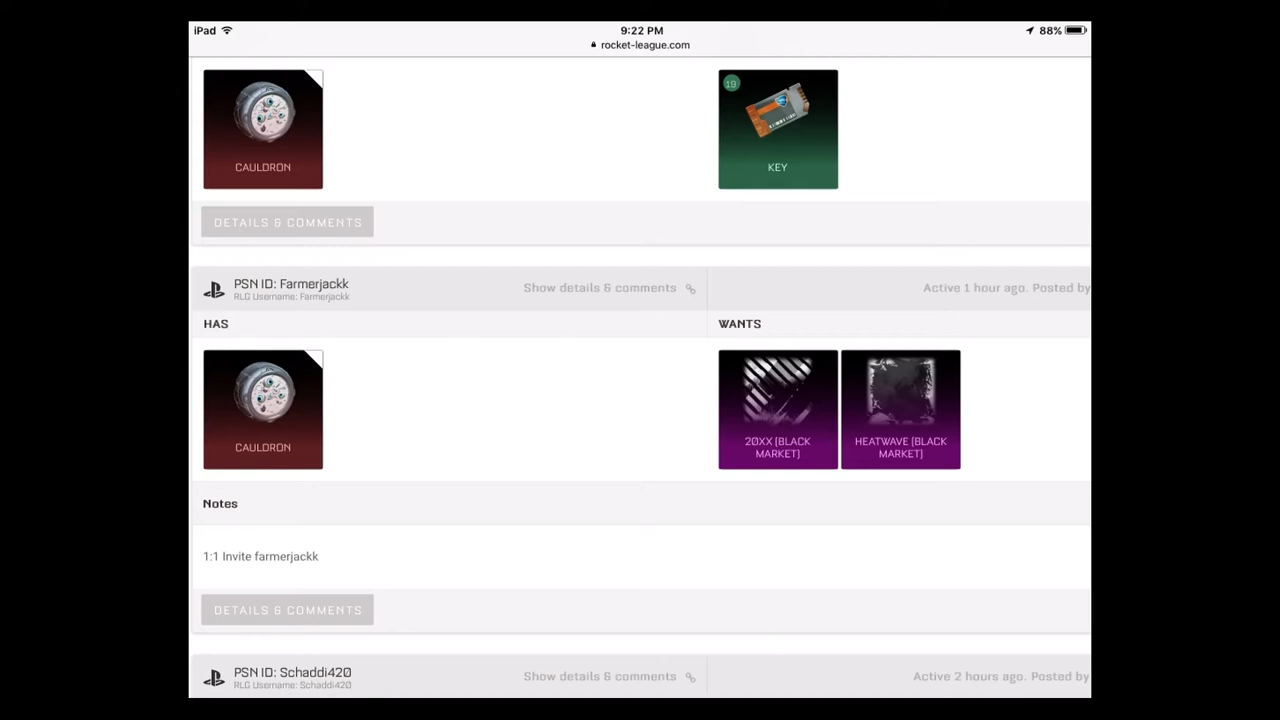 iPad
9:22 PM
88%
rocket-league.com
CAULDRON
19
KEY
DETAILS & COMMENTS
PSN ID: Farmerjackk
RLG Username: Farmerjackk
Show details & comments
Active 1 hour ago. Posted by
HAS
WANTS
CAULDRON
20XX [BLACK
MARKET]
HEATWAVE [BLACK
MARKET]
Notes
1:1 Invite farmerjackk
DETAILS & COMMENTS
PSN ID: Schaddi420
RLG Username: Schaddi420
Show details & comments
Active 2 hours ago. Posted by